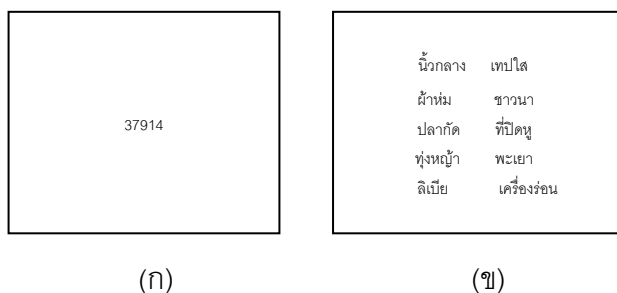 37914
นิ้วกลาง เทปใส
ผ้าห่ม ชาวนา
ปลากัด ที่ปิดหู
ทุ่งหญ้า พะเยา
ลิเบีย เครื่องร่อน
(ก) (ข)